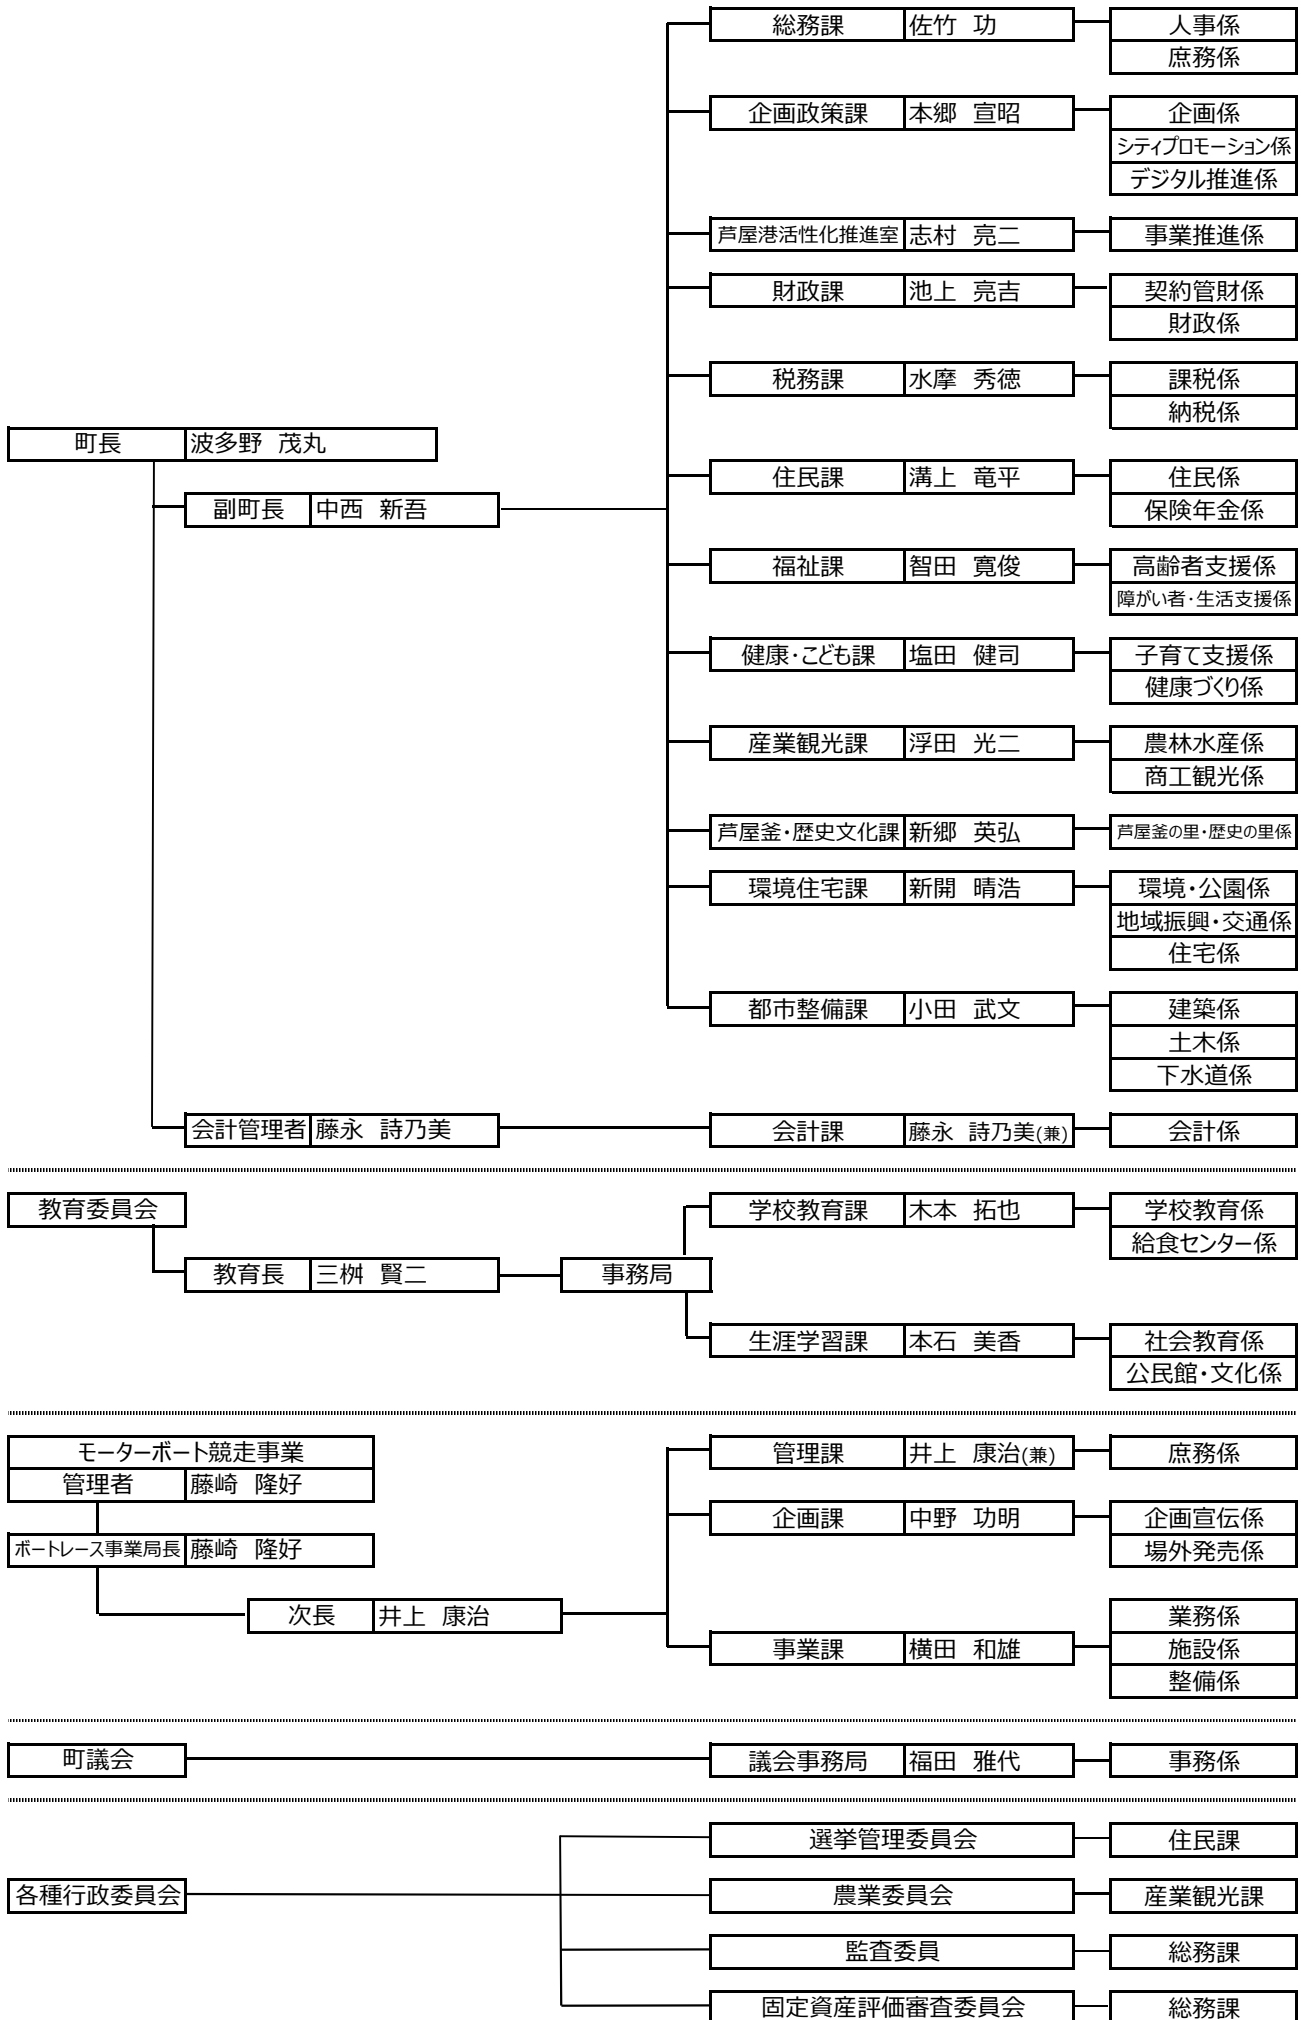 総務課 佐竹 功 人事係
庶務係
企画政策課 本郷 宣昭 企画係
シティプロモーション係
デジタル推進係
芦屋港活性化推進室 志村 亮二 事業推進係
財政課 池上 亮吉 契約管財係
財政係
税務課 水摩 秀徳 課税係
納税係
町長 波多野 茂丸
住民課 溝上 竜平 住民係
副町長 中西 新吾 保険年金係
福祉課 智田 寛俊 高齢者支援係
障がい者・生活支援係
健康・こども課 塩田 健司 子育て支援係
健康づくり係
産業観光課 浮田 光二 農林水産係
商工観光係
芦屋釜・歴史文化課 新郷 英弘 芦屋釜の里・歴史の里係
環境住宅課 新開 晴浩 環境・公園係
地域振興・交通係
住宅係
都市整備課 小田 武文 建築係
土木係
下水道係
会計管理者 藤永 詩乃美 会計課 藤永 詩乃美(兼) 会計係
教育委員会 学校教育課 木本 拓也 学校教育係
給食センター係
教育長 三桝 賢二 事務局
生涯学習課 本石 美香 社会教育係
公民館・文化係
モーターボート競走事業 管理課 井上 康治(兼) 庶務係
管理者 藤崎 隆好
企画課 中野 功明 企画宣伝係
ボートレース事業局長 藤崎 隆好 場外発売係
次長 井上 康治 業務係
事業課 横田 和雄 施設係
整備係
町議会 議会事務局 福田 雅代 事務係
選挙管理委員会 住民課
各種行政委員会 農業委員会 産業観光課
監査委員 総務課
固定資産評価審査委員会 総務課